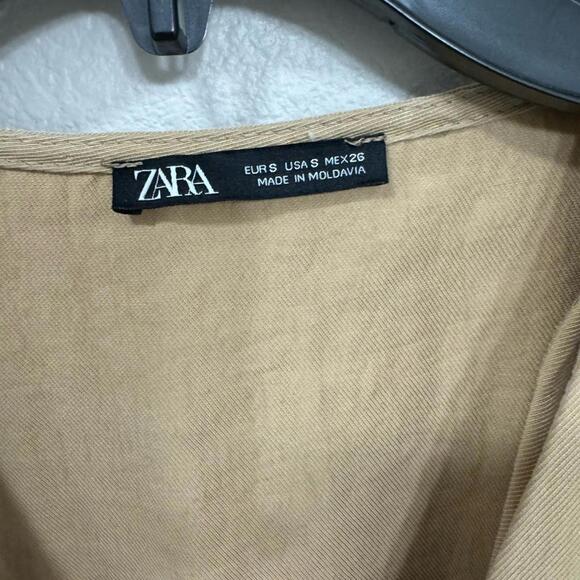 ZARA
EUR S USA S MEX 26
MADE IN MOLDAVIA